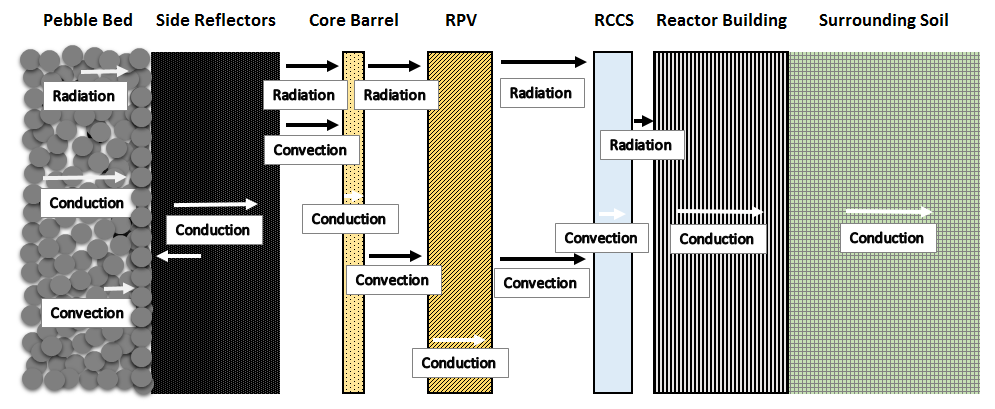 Pebble Bed
Side Reflectors
Core Barrel
RPV
RCCS
Reactor Building
Surrounding Soil
Radiation
Radiation
Radiation
Radiation
Convection
Radiation
Conduction
Conduction
Conduction
Convection
Conduction
Conduction
Convection
Convection
Convection
Conduction